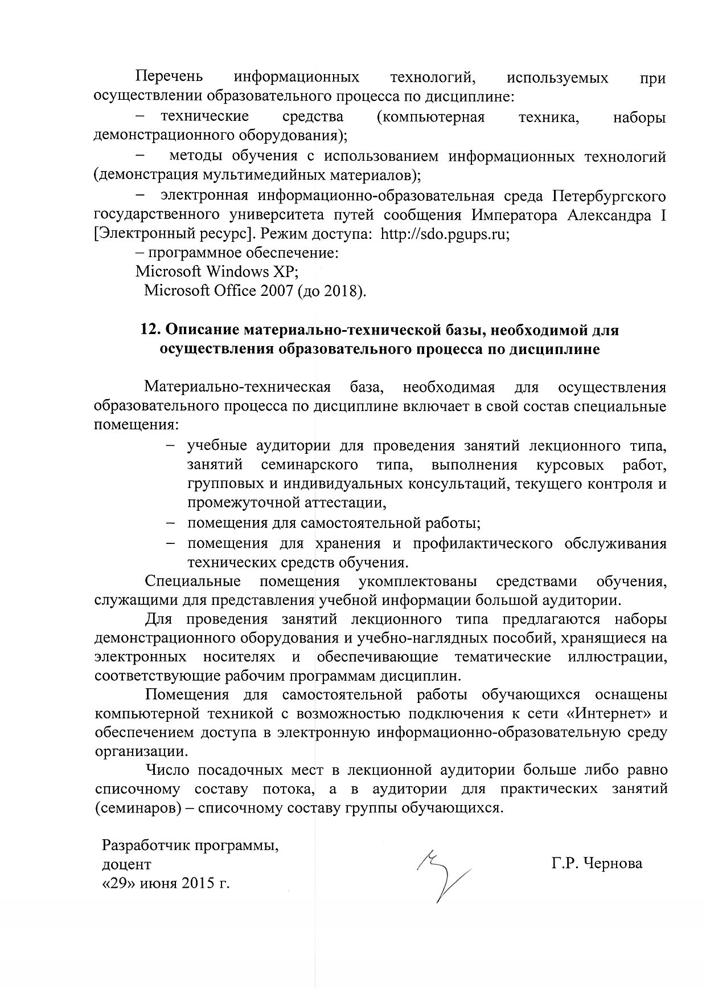 Перечень информационных технологий, используемых при
осуществлении образовательного процесса по дисциплине:
– технические средства (компьютерная техника, наборы
демонстрационного оборудования);
– методы обучения с использованием информационных технологий
(демонстрация мультимедийных материалов);
– электронная информационно-образовательная среда Петербургского
государственного университета путей сообщения Императора Александра I
[Электронный ресурс]. Режим доступа: http://sdo.pgups.ru;
– программное обеспечение:
Microsoft Windows XP;
Microsoft Office 2007 (до 2018).
12. Описание материально-технической базы, необходимой для
осуществления образовательного процесса по дисциплине
Материально-техническая база, необходимая для осуществления
образовательного процесса по дисциплине включает в свой состав специальные
помещения:
– учебные аудитории для проведения занятий лекционного типа,
занятий семинарского типа, выполнения курсовых работ,
групповых и индивидуальных консультаций, текущего контроля и
промежуточной аттестации,
– помещения для самостоятельной работы;
– помещения для хранения и профилактического обслуживания
технических средств обучения.
Специальные помещения укомплектованы средствами обучения,
служащими для представления учебной информации большой аудитории.
Для проведения занятий лекционного типа предлагаются наборы
демонстрационного оборудования и учебно-наглядных пособий, хранящиеся на
электронных носителях и обеспечивающие тематические иллюстрации,
соответствующие рабочим программам дисциплин.
Помещения для самостоятельной работы обучающихся оснащены
компьютерной техникой с возможностью подключения к сети «Интернет» и
обеспечением доступа в электронную информационно-образовательную среду
организации.
Число посадочных мест в лекционной аудитории больше либо равно
списочному составу потока, а в аудитории для практических занятий
(семинаров) – списочному составу группы обучающихся.
Разработчик программы,
доцент Г.Р. Чернова
«29» июня 2015 г.